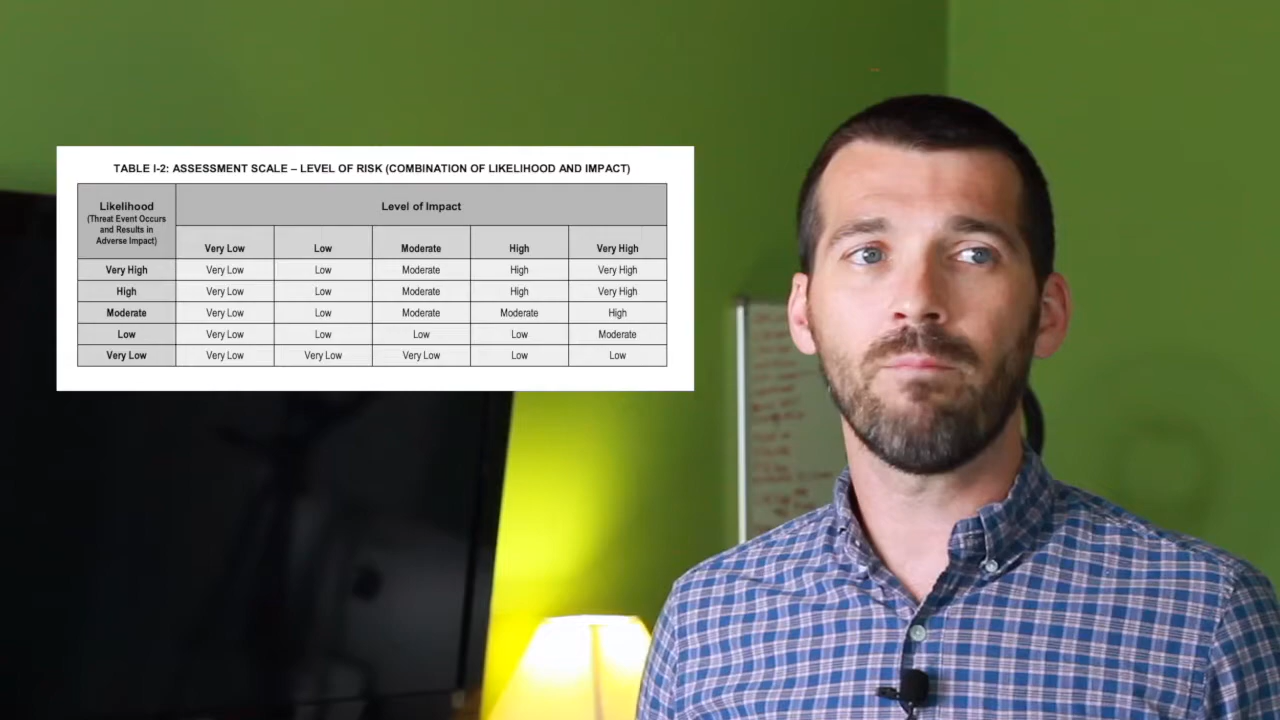 TABLE I-2: ASSESSMENT SCALE – LEVEL OF RISK (COMBINATION OF LIKELIHOOD AND IMPACT)
Likelihood
(Threat Event Occurs
and Results in
Adverse Impact)
Level of Impact
Very Low Low Moderate High Very High
Very High Very Low Low Moderate High Very High
High Very Low Low Moderate High Very High
Moderate Very Low Low Moderate Moderate High
Low Very Low Low Low Low Moderate
Very Low Very Low Very Low Very Low Low Low